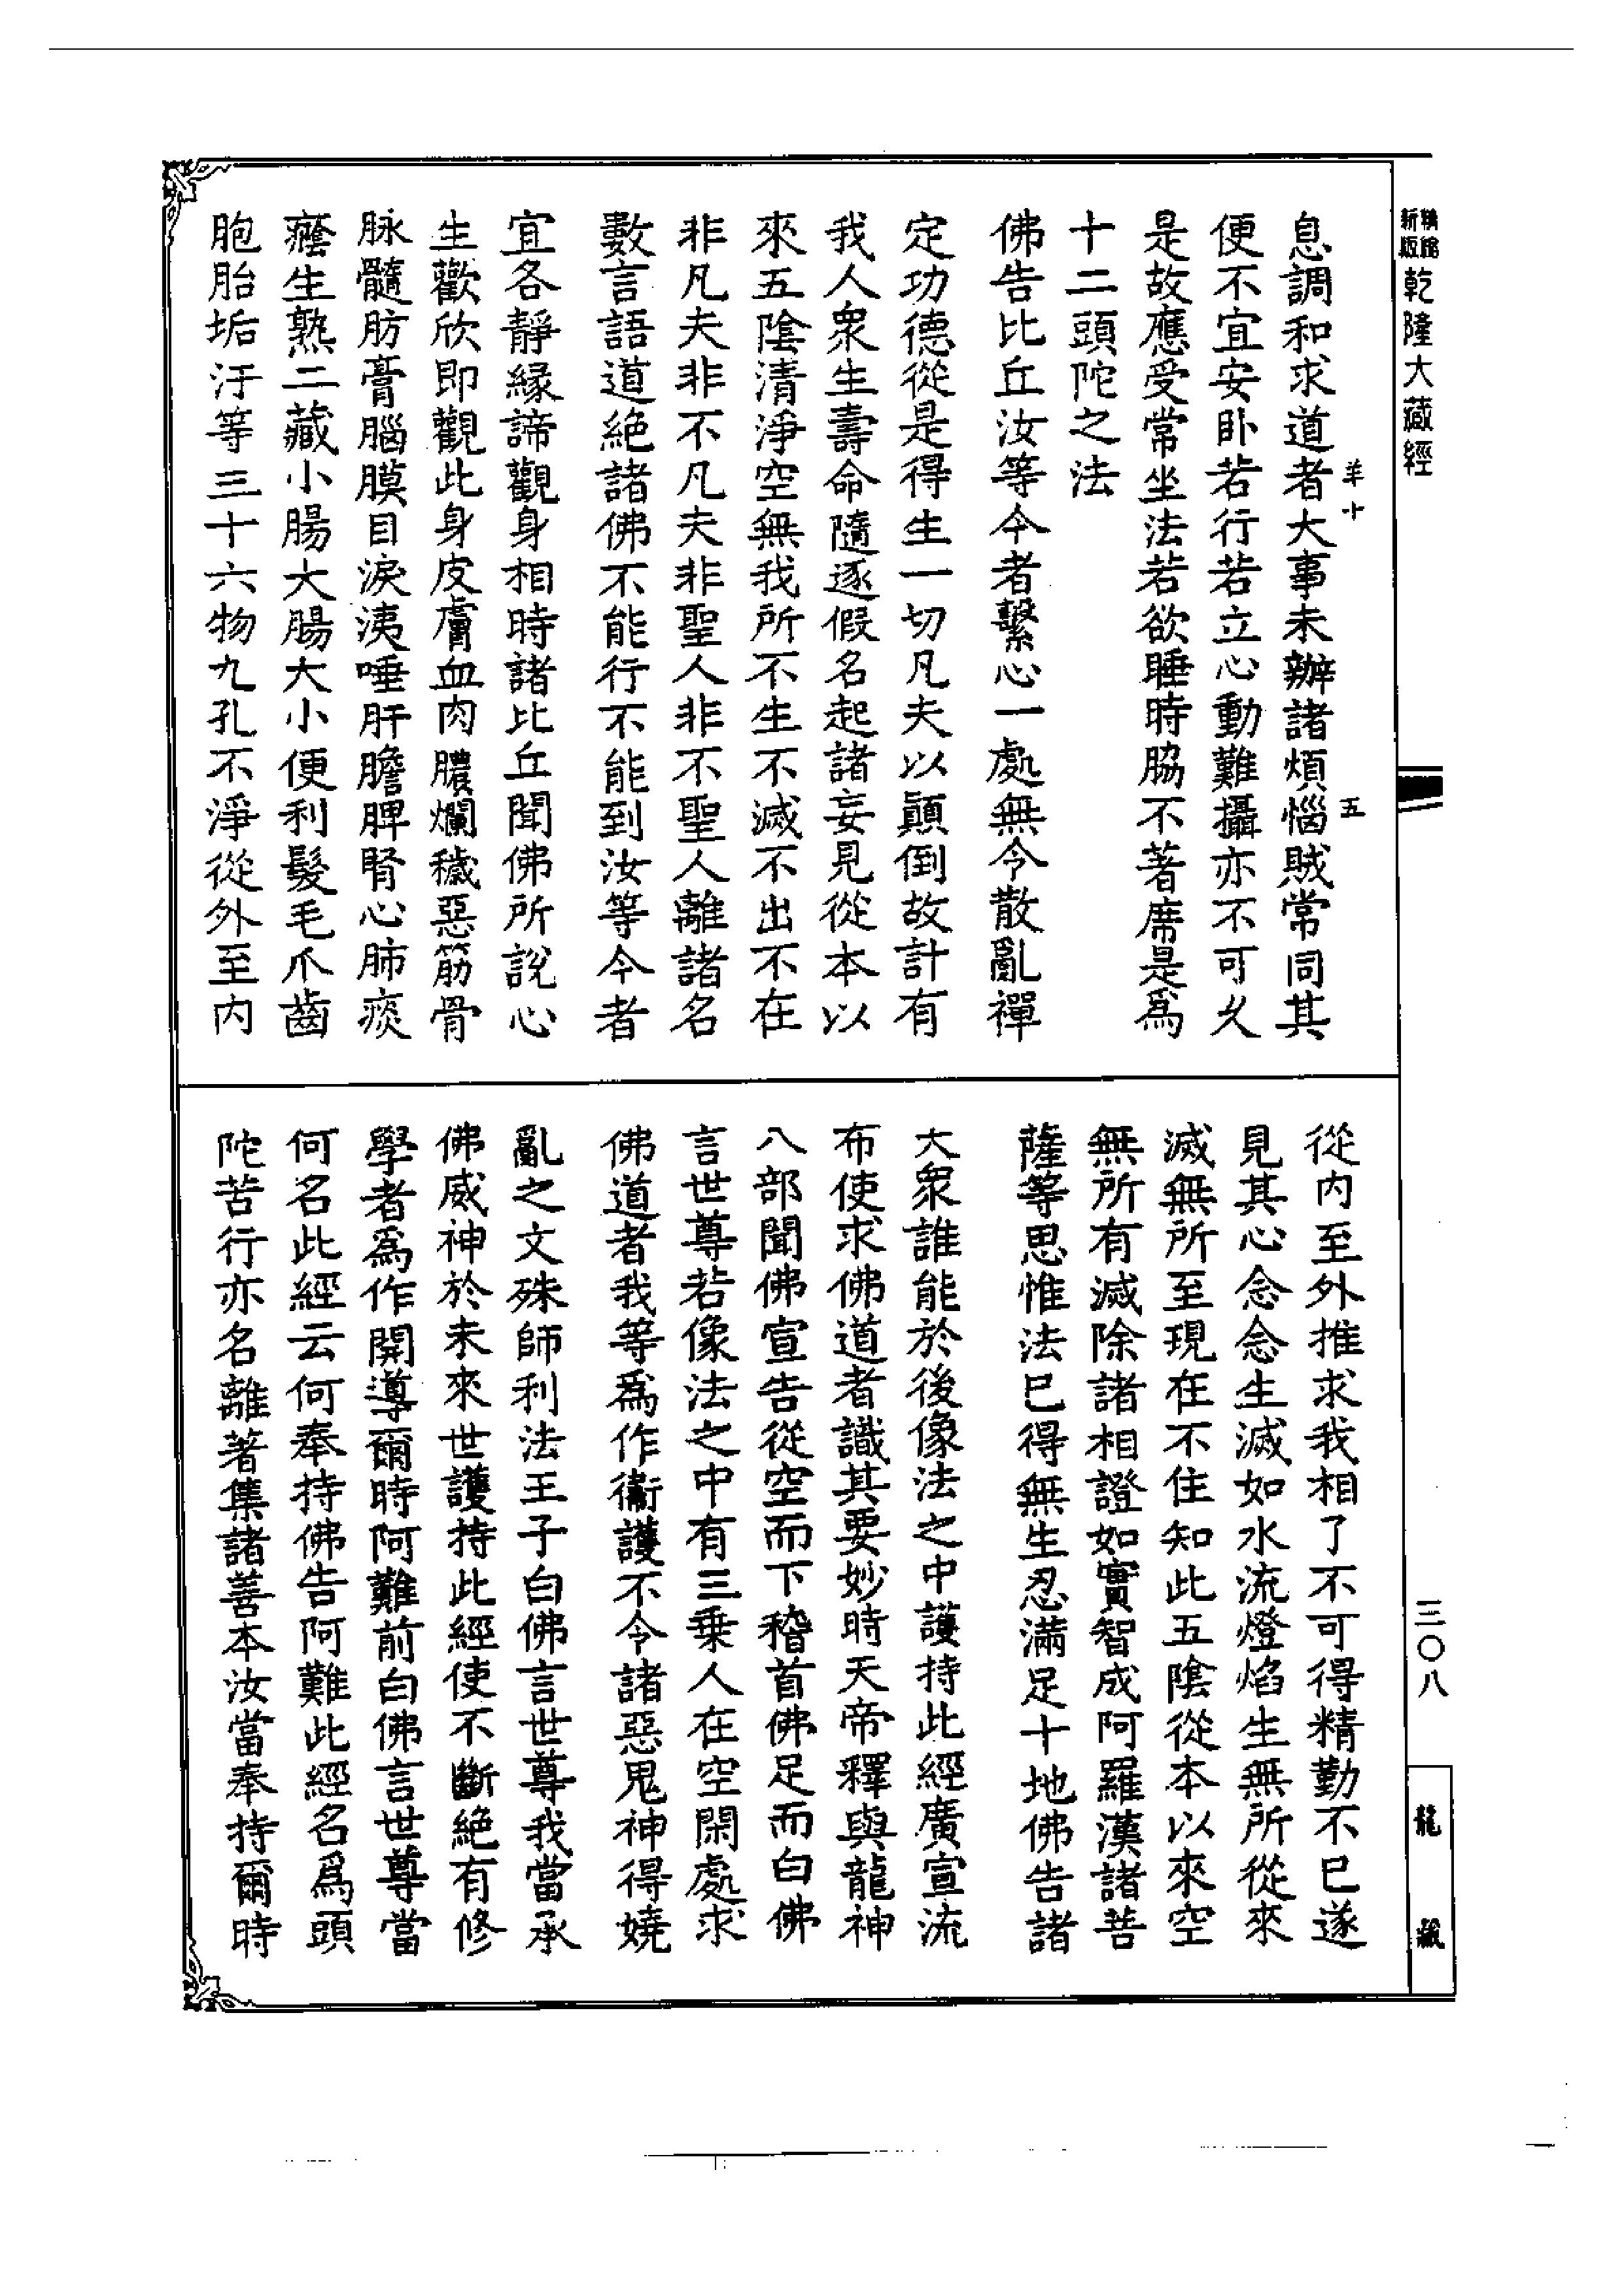 精縮新版乾隆大藏經
羊十 五
息調和求道者大事未辦諸煩惱賊常同其
便不宜安卧若行若立心動難攝亦不可久
是故應受常坐法若欲睡時脇不著席是爲
十二頭陀之法
佛告比丘汝等今者繫心一處無令散亂禪
定功德從是得生一切凡夫以顚倒故計有
我人衆生壽命隨逐假名起諸妄見從本以
來五陰清淨空無我所不生不滅不出不在
非凡夫非不凡夫非聖人非不聖人離諸名
數言語道絶諸佛不能行不能到汝等今者
宜各靜緣諦觀身相時諸比丘聞佛所說心
生歡欣即觀此身皮膚血肉膿爛穢惡筋骨
脉髓肪膏腦膜目淚洟唾肝膽脾腎心肺痰
癊生熟二藏小腸大腸大小便利髮毛爪齒
胞胎垢汙等三十六物九孔不淨從外至内
從内至外推求我相了不可得精勤不已遂
見其心念念生滅如水流燈焰生無所從來
滅無所至現在不住知此五陰從本以來空
無所有滅除諸相證如實智成阿羅漢諸菩
薩等思惟法已得無生忍滿足十地佛告諸
大衆誰能於後像法之中護持此經廣宣流
布使求佛道者識其要妙時天帝釋與龍神
八部聞佛宣告從空而下稽首佛足而白佛
言世尊若像法之中有三乗人在空閑處求
佛道者我等爲作衞護不令諸惡鬼神得嬈
亂之文殊師利法王子白佛言世尊我當承
佛威神於未來世護持此經使不斷絶有修
學者爲作開導爾時阿難前白佛言世尊當
何名此經云何奉持佛告阿難此經名爲頭
陀苦行亦名離著集諸善本汝當奉持爾時
三〇八
龍藏